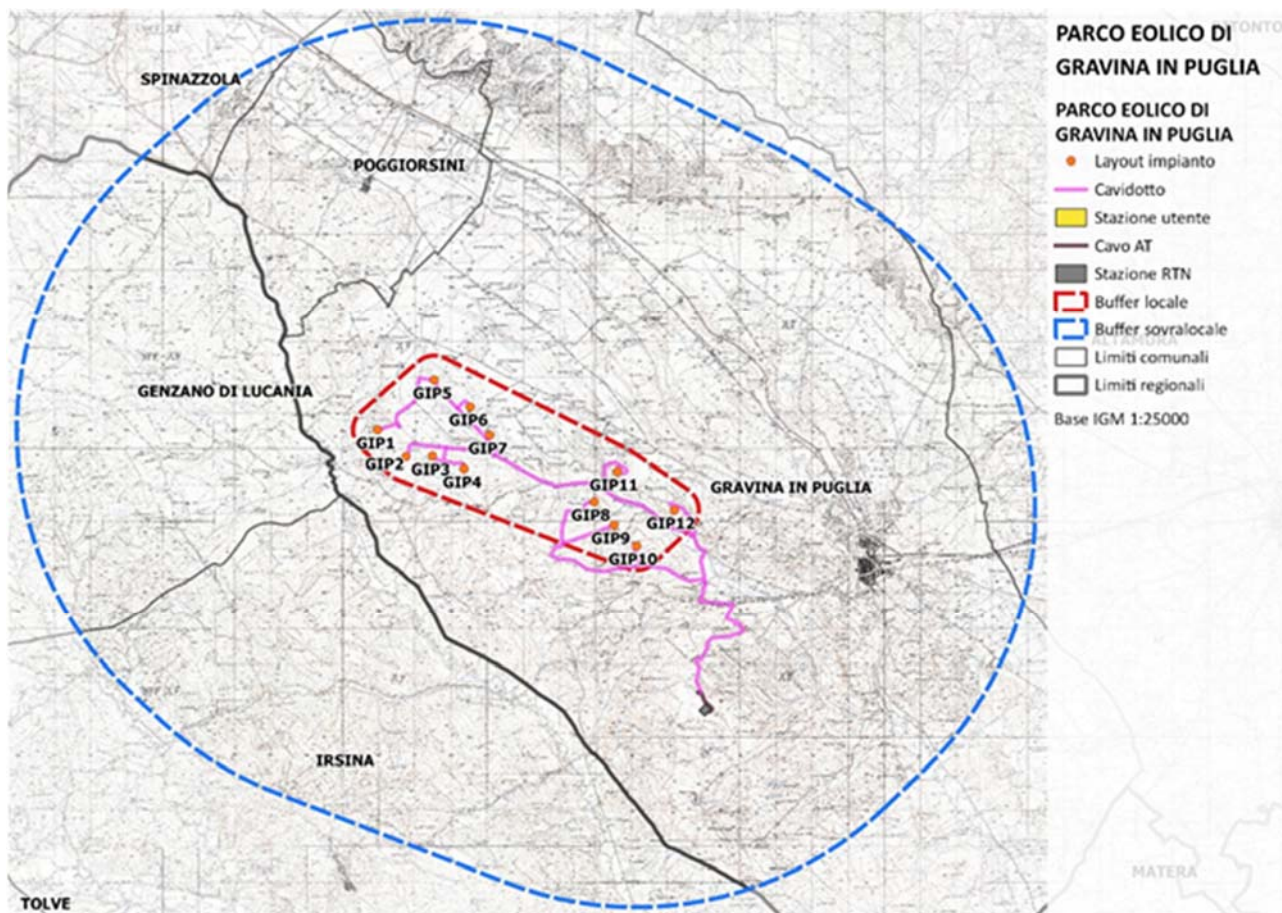 SPINAZZOLA
POGGIORSINI
GENZANO DI LUCANIA
GIP5
GIP6
GIP1
GIP7
GIP2
GIP3
GIP4
GIP11
GRAVINA IN PUGLIA
GIP8
GIP12
GIP9
GIP10
IRSINA
TOLVE
PARCO EOLICO DI
GRAVINA IN PUGLIA
PARCO EOLICO DI
GRAVINA IN PUGLIA
Layout impianto
Cavidotto
Stazione utente
Cavo AT
Stazione RTN
Buffer locale
Buffer sovralocale
ALTAMURA
Limiti comunali
Limiti regionali
Base IGM 1:25000
MATERA